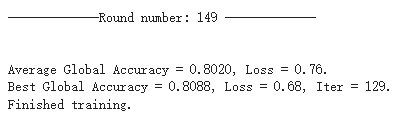 ————————Round number: 149 ————————
Average Global Accuracy = 0.8020, Loss = 0.76.
Best Global Accuracy = 0.8088, Loss = 0.68, Iter = 129.
Finished training.